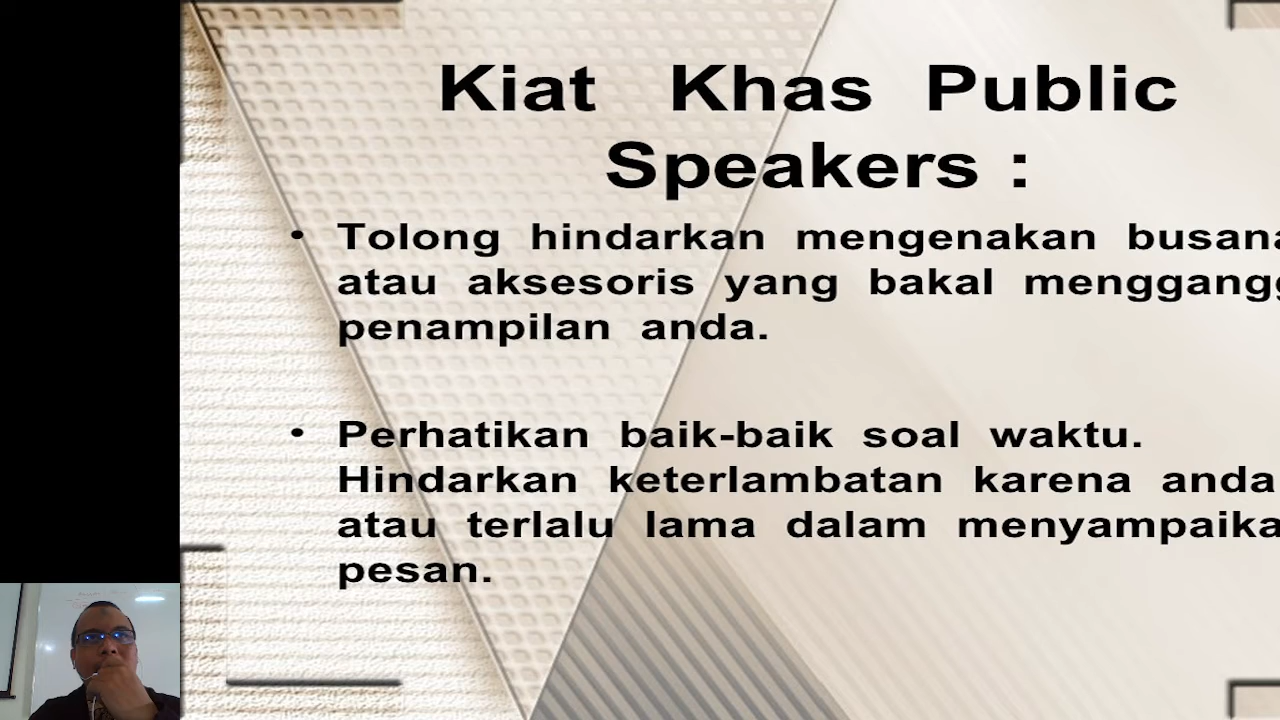 Kiat Khas Public
Speakers :
• Tolong hindarkan mengenakan busana
atau aksesoris yang bakal
penampilan anda.
• Perhatikan baik-baik soal waktu.
Hindarkan keterlambatan karena anda
atau terlalu lama dalam
pesan.